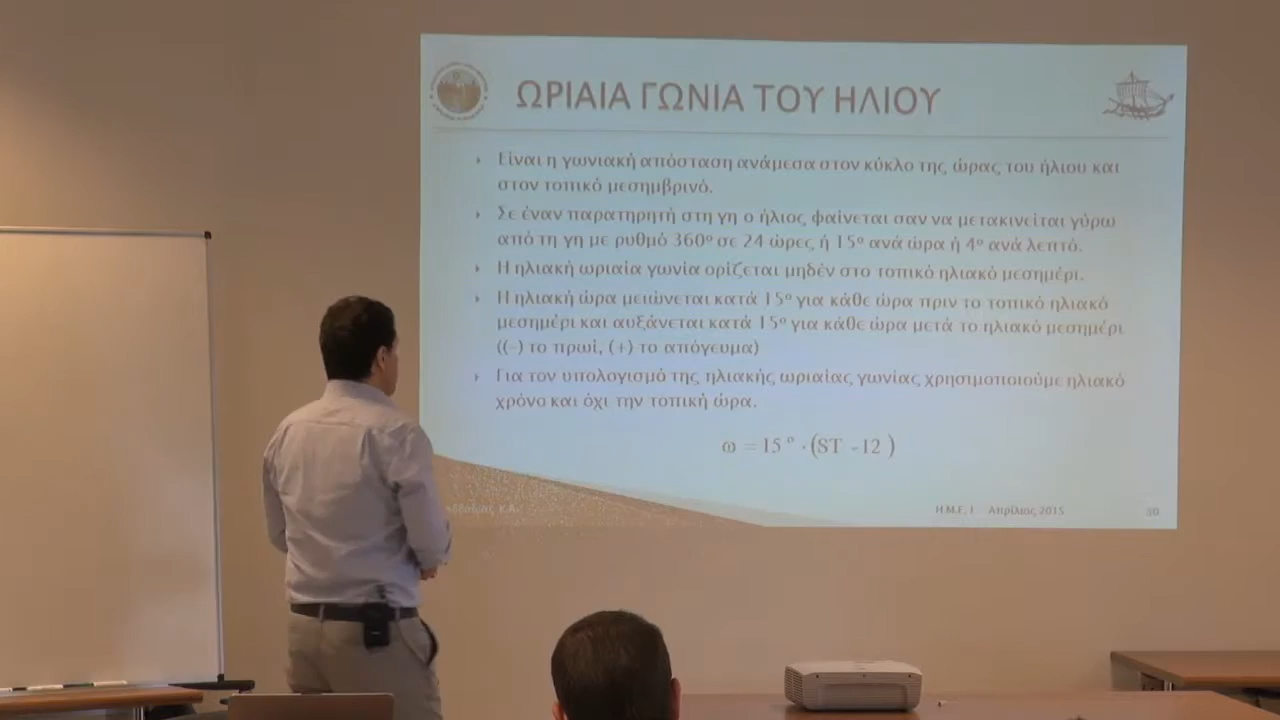 ΩΡΙΑΙΑ ΓΩΝΙΑ ΤΟΥ ΗΛΙΟΥ
Είναι η γωνιακή απόσταση ανάμεσα στον κύκλο της ώρας του ήλιου και
στον τοπικό μεσημβρινό.
Σε έναν παρατηρητή στη γη ο ήλιος φαίνεται σαν να μετακινείται γύρω
από τη γη με ρυθμό 360º σε 24 ώρες ή 15º ανά ώρα ή 4º ανά λεπτό.
Η ηλιακή ωριαία γωνία ορίζεται μηδέν στο τοπικό ηλιακό μεσημέρι.
Η ηλιακή ώρα μειώνεται κατά 15º για κάθε ώρα πριν το τοπικό ηλιακό
μεσημέρι και αυξάνεται κατά 15º για κάθε ώρα μετά το ηλιακό μεσημέρι
((-) το πρωί, (+) το απόγευμα)
Για τον υπολογισμό της ηλιακής ωριαίας γωνίας χρησιμοποιούμε ηλιακό
χρόνο και όχι την τοπική ώρα.
ω = 15 º · (ST - 12 )
Κ.Α. Η.Μ.Ε. Ι Απρίλιος 2015 30